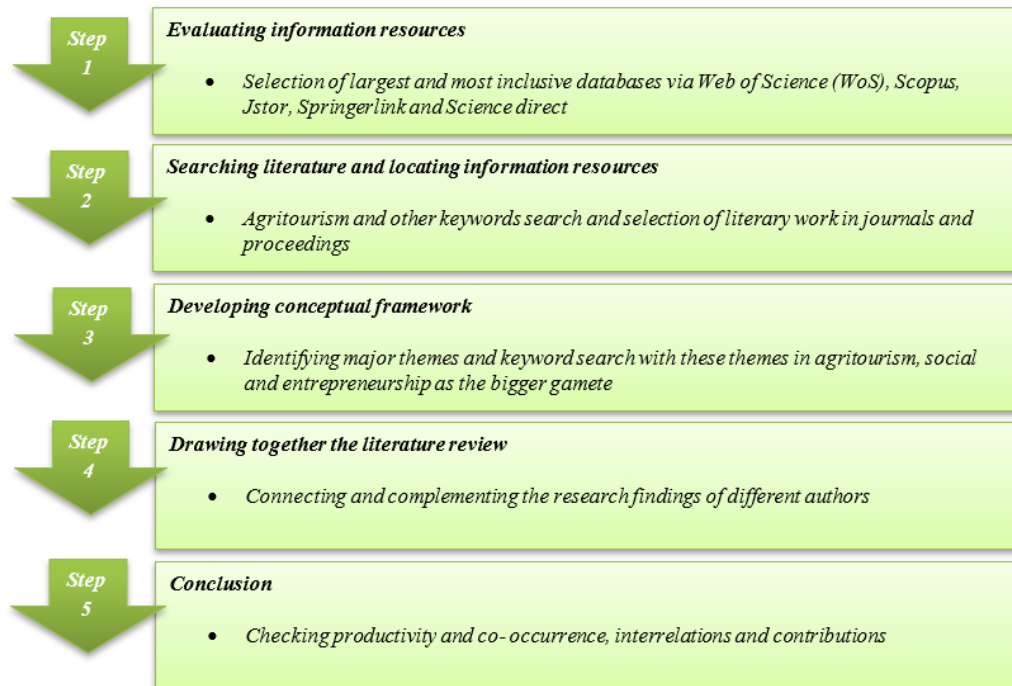 Step
1
Evaluating information resources
• Selection of largest and most inclusive databases via Web of Science (WoS), Scopus,
Jstor, Springerlink and Science direct
Step
2
Searching literature and locating information resources
• Agritourism and other keywords search and selection of literary work in journals and
proceedings
Step
3
Developing conceptual framework
• Identifying major themes and keyword search with these themes in agritourism, social
and entrepreneurship as the bigger gamete
Step
4
Drawing together the literature review
• Connecting and complementing the research findings of different authors
Step
5
Conclusion
• Checking productivity and co- occurrence, interrelations and contributions